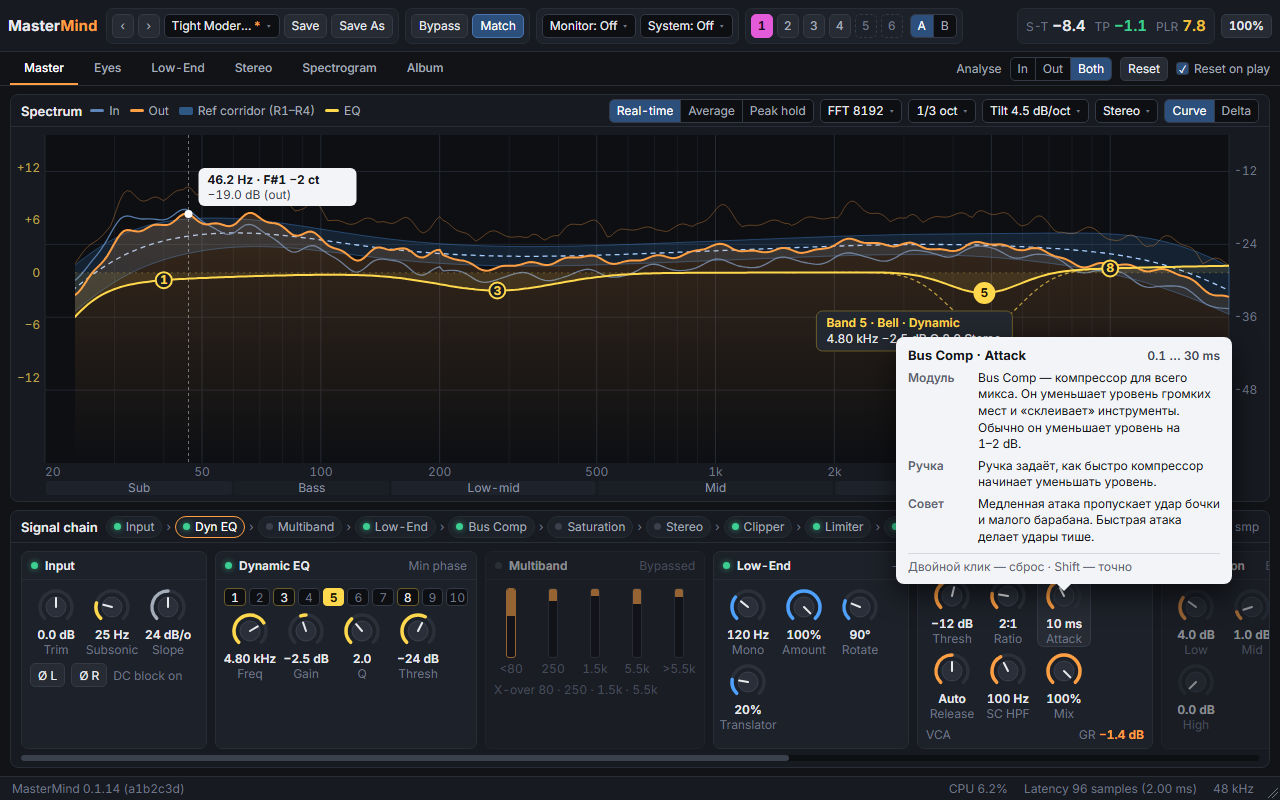 MasterMind ‹ › Tight Moder... * Save Save As Bypass Match Monitor: Off System: Off 1 2 3 4 5 6 A B S-T −8.4 TP −1.1 PLR 7.8 100%
Master Eyes Low-End Stereo Spectrogram Album Analyse In Out Both Reset Reset on play
Spectrum In Out Ref corridor (R1–R4) EQ Real-time Average Peak hold FFT 8192 1/3 oct Tilt 4.5 dB/oct Stereo Curve Delta
+12 -12
46.2 Hz · F#1 −2 ct
−19.0 dB (out)
+6
-24
0
1 3 5 8
-36
Band 5 · Bell · Dynamic
−6
4.80 kHz
−12
-48
20 50 100 200 500 1k 2k
Sub Bass Low-mid Mid
Bus Comp · Attack 0.1 … 30 ms
Модуль Bus Comp — компрессор для всего
микса. Он уменьшает уровень громких
мест и «склеивает» инструменты.
Обычно он уменьшает уровень на
1–2 dB.
Ручка Ручка задаёт, как быстро компрессор
начинает уменьшать уровень.
Совет Медленная атака пропускает удар бочки
и малого барабана. Быстрая атака
делает удары тише.
Двойной клик — сброс · Shift — точно
Signal chain Input › Dyn EQ › Multiband › Low-End › Bus Comp › Saturation › Stereo › Clipper › Limiter › smp
Input
0.0 dB 25 Hz 24 dB/o
Trim Subsonic Slope
Ø L Ø R DC block on
Dynamic EQ Min phase
1 2 3 4 5 6 7 8 9 10
4.80 kHz −2.5 dB 2.0 −24 dB
Freq Gain Q Thresh
Multiband Bypassed
<80 250 1.5k 5.5k >5.5k
X-over 80 · 250 · 1.5k · 5.5k
Low-End
120 Hz 100% 90°
Mono Amount Rotate
20%
Translator
−12 dB 2:1 10 ms
Thresh Ratio Attack
Auto 100 Hz 100%
Release SC HPF Mix
VCA GR −1.4 dB
4.0 dB 1.0 dB
Low Mid
0.0 dB
High
MasterMind 0.1.14 (a1b2c3d) CPU 6.2% Latency 96 samples (2.00 ms) 48 kHz